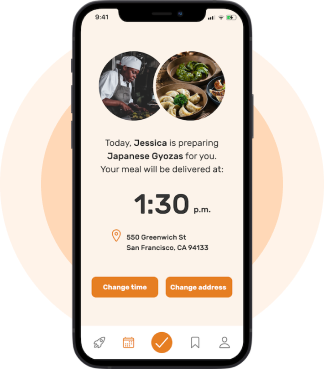 9:41
Today, Jessica is preparing
Japanese Gyozas for you.
Your meal will be delivered at:
1:30 p.m.
550 Greenwich St
San Francisco, CA 94133
Change time
Change address